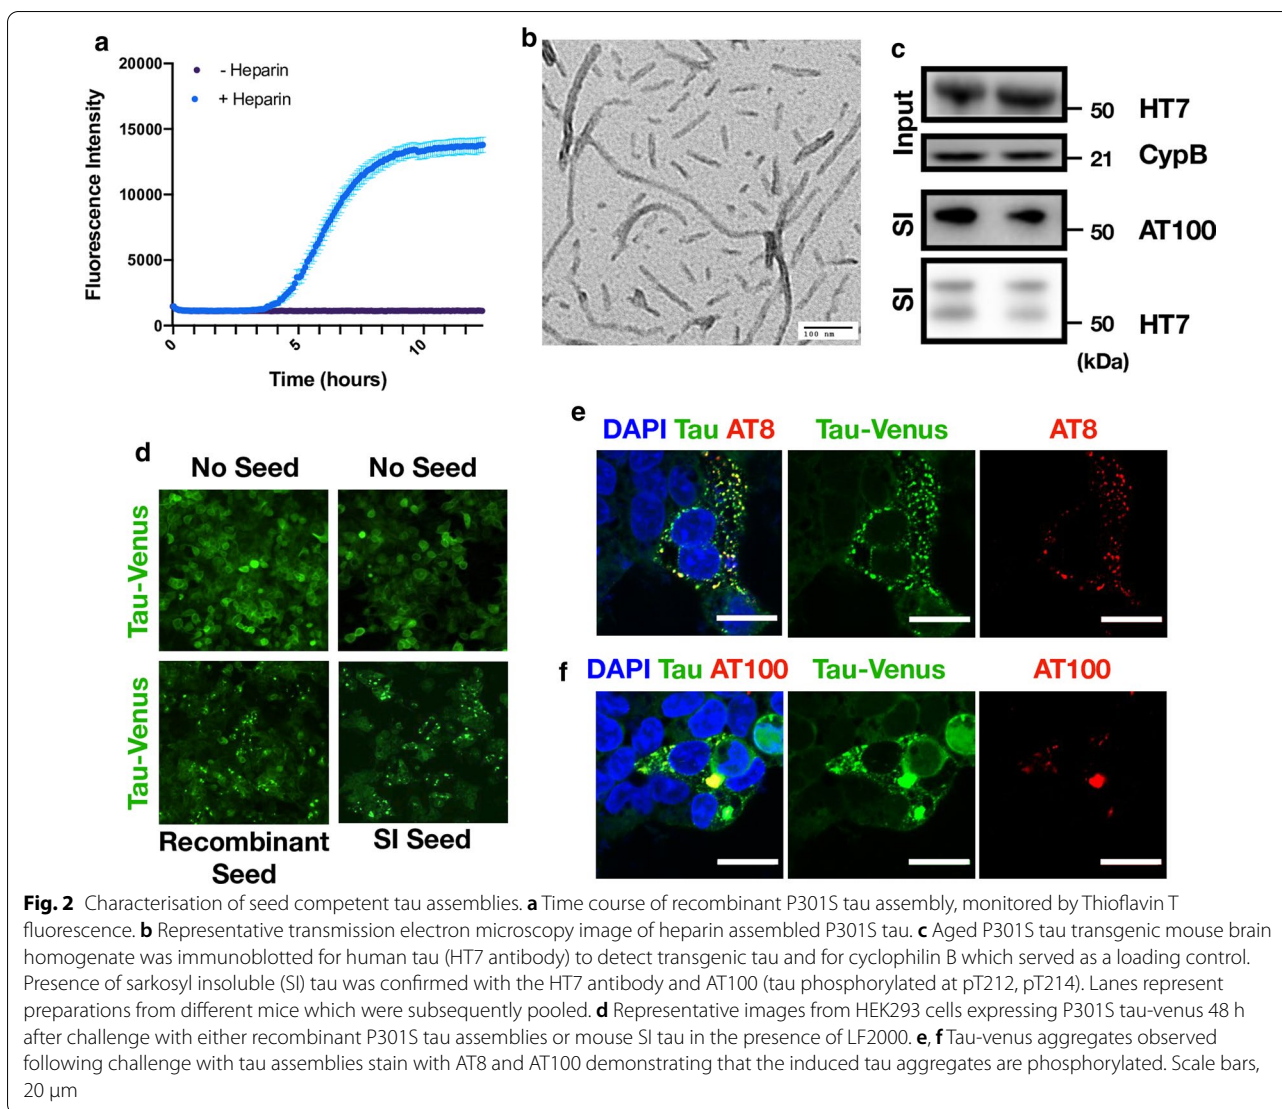 a
20000
15000
10000
5000
0
Fluorescence Intensity
- Heparin
+ Heparin
0
5
10
Time (hours)
b
100 nm
c
Input
50 HT7
21 CypB
SI
50 AT100
SI
50 HT7
(kDa)
d
No Seed No Seed
Tau-Venus
Tau-Venus
Recombinant
Seed
SI Seed
e
DAPI Tau AT8 Tau-Venus AT8
f
DAPI Tau AT100 Tau-Venus AT100
Fig. 2 Characterisation of seed competent tau assemblies. a Time course of recombinant P301S tau assembly, monitored by Thioflavin T
fluorescence. b Representative transmission electron microscopy image of heparin assembled P301S tau. c Aged P301S tau transgenic mouse brain
homogenate was immunoblotted for human tau (HT7 antibody) to detect transgenic tau and for cyclophilin B which served as a loading control.
Presence of sarkosyl insoluble (SI) tau was confirmed with the HT7 antibody and AT100 (tau phosphorylated at pT212, pT214). Lanes represent
preparations from different mice which were subsequently pooled. d Representative images from HEK293 cells expressing P301S tau-venus 48 h
after challenge with either recombinant P301S tau assemblies or mouse SI tau in the presence of LF2000. e, f Tau-venus aggregates observed
following challenge with tau assemblies stain with AT8 and AT100 demonstrating that the induced tau aggregates are phosphorylated. Scale bars,
20 μm